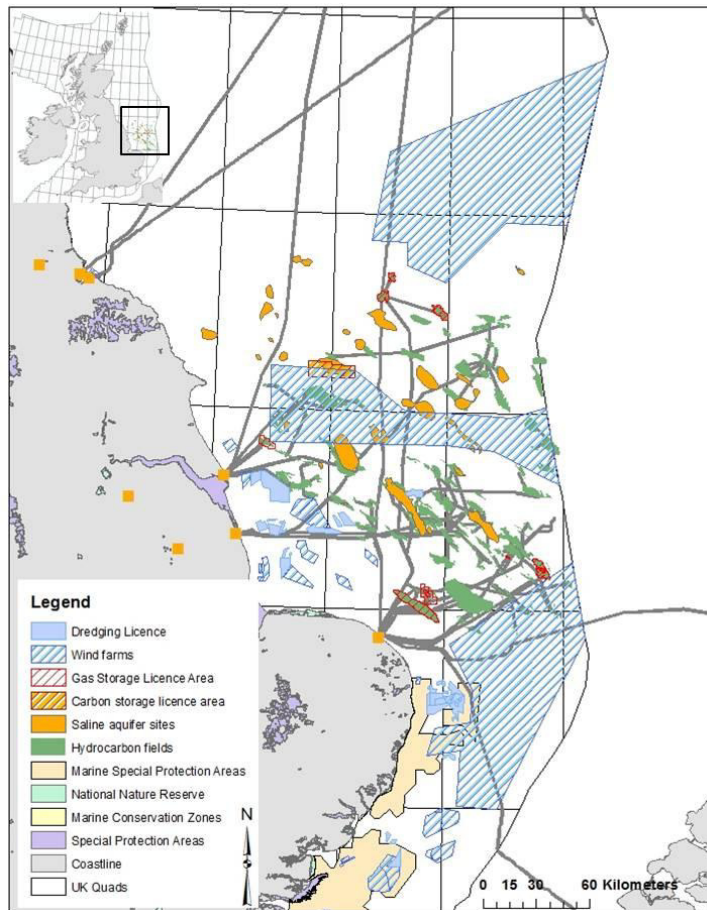 Legend
Dredging Licence
Wind farms
Gas Storage Licence Area
Carbon storage licence area
Saline aquifer sites
Hydrocarbon fields
Marine Special Protection Areas
National Nature Reserve
Marine Conservation Zones
Special Protection Areas
Coastline
UK Quads
N
0 15 30 60 Kilometers